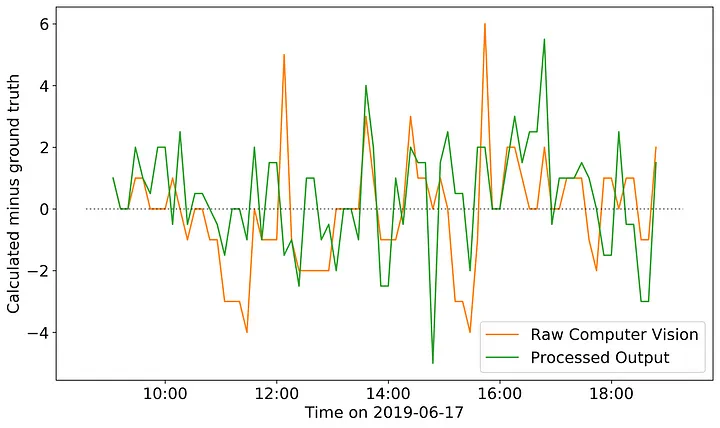 Calculated minus ground truth
6
4
2
0
−2
−4
Raw Computer Vision
Processed Output
10:00 12:00 14:00 16:00 18:00
Time on 2019-06-17